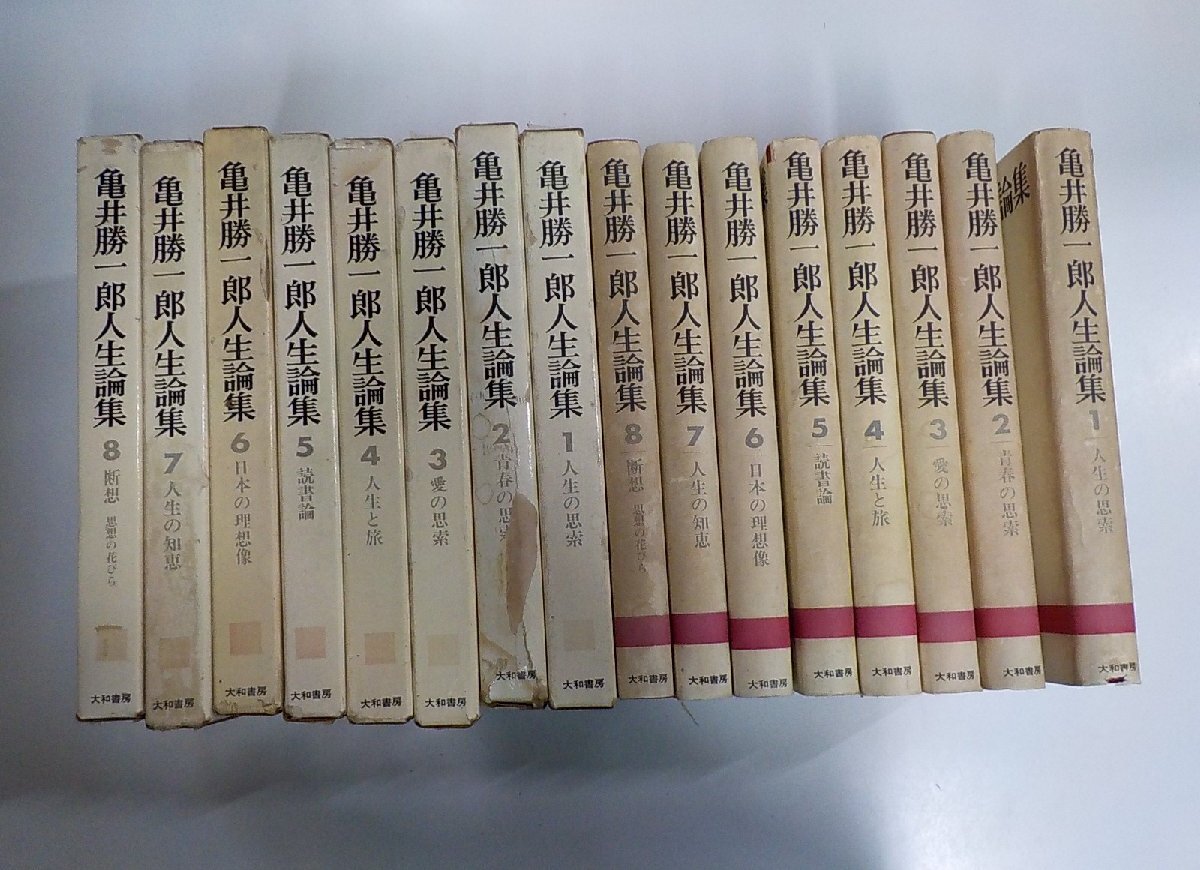 亀井勝一郎人生論集 8 断想 思想の花びら 大和書房
亀井勝一郎人生論集 7 人生の知恵 大和書房
亀井勝一郎人生論集 6 日本の理想像 大和書房
亀井勝一郎人生論集 5 読書論 大和書房
亀井勝一郎人生論集 4 人生と旅 大和書房
亀井勝一郎人生論集 3 愛の思索 大和書房
亀井勝一郎人生論集 2 青春の思索 大和書房
亀井勝一郎人生論集 1 人生の思索 大和書房
亀井勝一郎人生論集 8 断想 思想の花びら 大和書房
亀井勝一郎人生論集 7 人生の知恵 大和書房
亀井勝一郎人生論集 6 日本の理想像 大和書房
亀井勝一郎人生論集 5 読書論 大和書房
亀井勝一郎人生論集 4 人生と旅 大和書房
亀井勝一郎人生論集 3 愛の思索 大和書房
亀井勝一郎人生論集 2 青春の思索 大和書房
論集
亀井勝一郎人生論集 1 人生の思索 大和書房